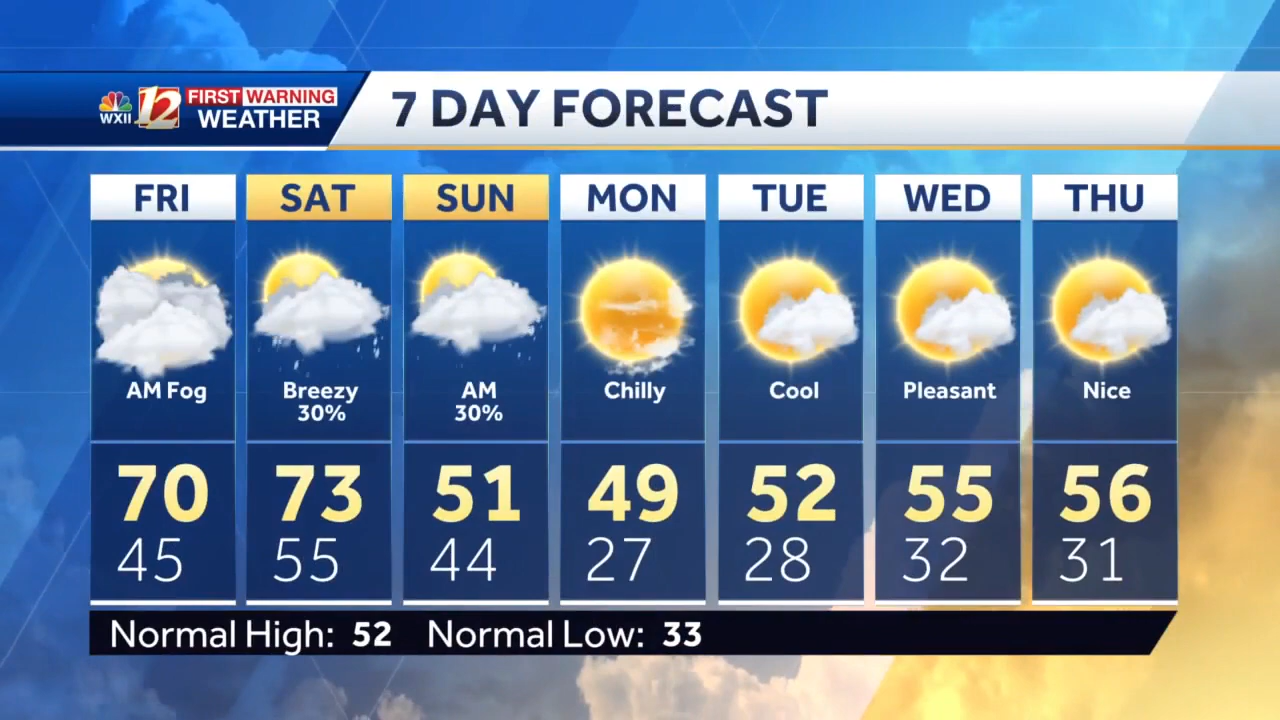 WXII 12 FIRST WARNING WEATHER
7 DAY FORECAST
FRI SAT SUN MON TUE WED THU
AM Fog Breezy 30% AM 30% Chilly Cool Pleasant Nice
70 73 51 49 52 55 56
45 55 44 27 28 32 31
Normal High: 52 Normal Low: 33